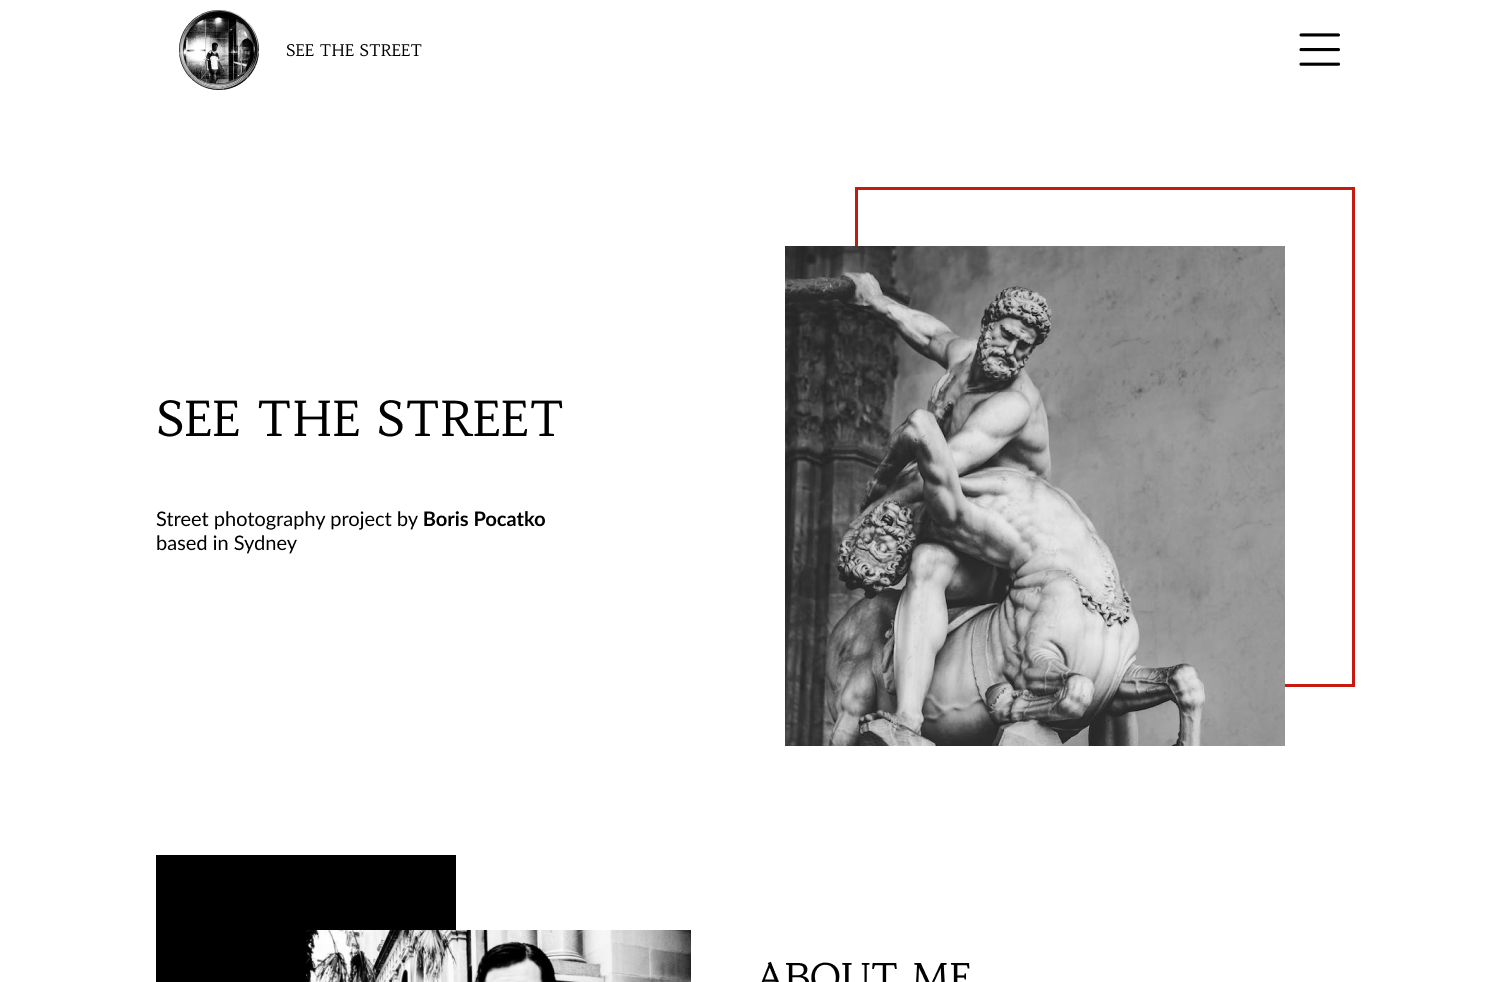 SEE THE STREET
SEE THE STREET
Street photography project by Boris Pocatko
based in Sydney
ABOUT ME